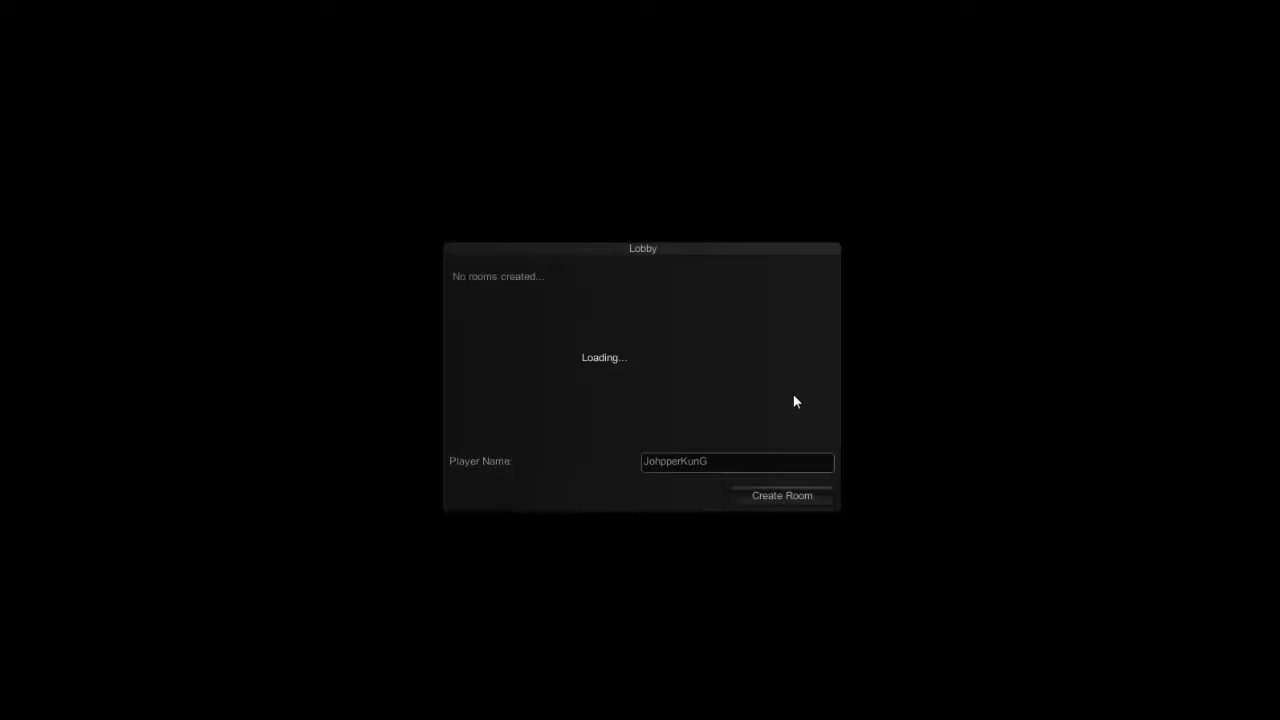 Lobby
No rooms created...
Loading...
Player Name:
JohpperKunG
Create Room